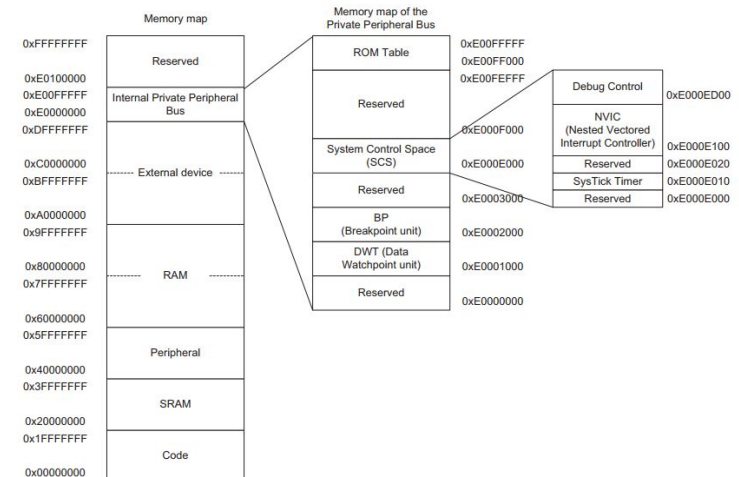 Memory map
0xFFFFFFFF
Reserved
0xE0100000
0xE00FFFFF
Internal Private Peripheral
Bus
0xE0000000
0xDFFFFFFF
0xC0000000
External device
0xBFFFFFFF
0xA0000000
0x9FFFFFFF
0x80000000
RAM
0x7FFFFFFF
0x60000000
0x5FFFFFFF
Peripheral
0x40000000
0x3FFFFFFF
SRAM
0x20000000
0x1FFFFFFF
Code
0x00000000
Memory map of the
Private Peripheral Bus
ROM Table
0xE00FFFFF
0xE00FF000
0xE00FEFFF
Reserved
0xE000F000
System Control Space
(SCS)
0xE000E000
Reserved
0xE0003000
BP
(Breakpoint unit)
0xE0002000
DWT (Data
Watchpoint unit)
0xE0001000
Reserved
0xE0000000
Debug Control
0xE000ED00
NVIC
(Nested Vectored
Interrupt Controller)
0xE000E100
Reserved
0xE000E020
SysTick Timer
0xE000E010
Reserved
0xE000E000